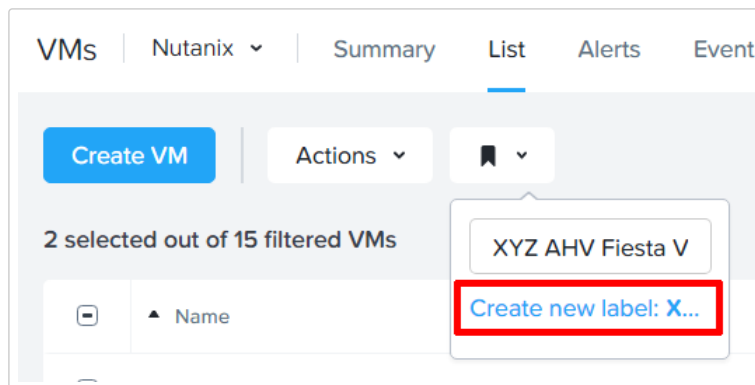 VMs Nutanix Summary List Alerts Event
Create VM Actions
2 selected out of 15 filtered VMs
XYZ AHV Fiesta V
Create new label: X...
Name